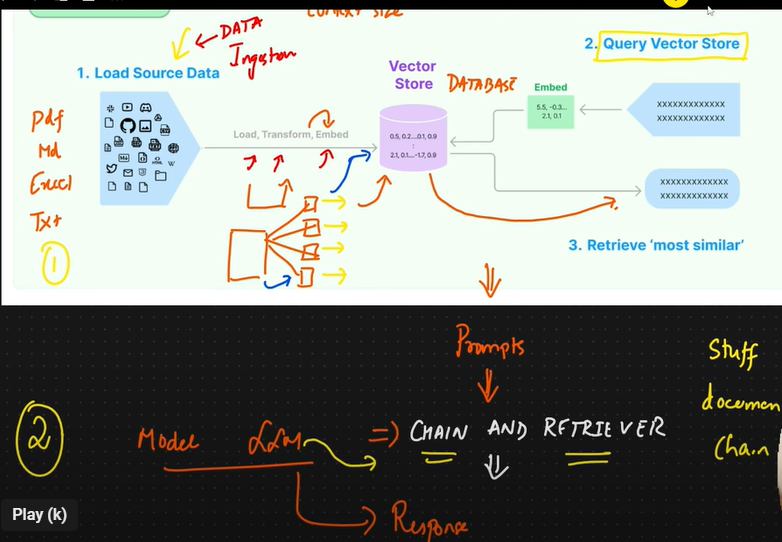 DATA
Ingestion
1. Load Source Data
Pdf
Md
Excel
Txt
1
Load, Transform, Embed
Vector
Store
DATABASE
0.5, 0.2...0.1, 0.9
:
2.1, 0.1...-1.7, 0.9
2. Query Vector Store
Embed
5.5, -0.3...
2.1, 0.1
XXXXXXXXXXXXX
XXXXXXXXXXXXX
XXXXXXXXXXXXX
XXXXXXXXXXXXX
3. Retrieve ‘most similar’
Prompts
2
Model LLM => CHAIN AND RETRIEVER
Response
Stuff
documen
Chain
Play (k)